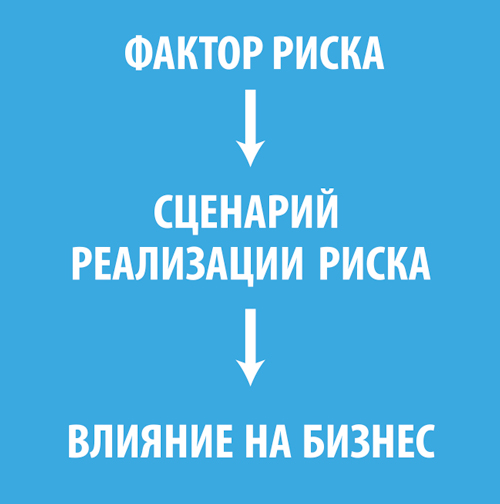 ФАКТОР РИСКА
СЦЕНАРИЙ
РЕАЛИЗАЦИИ РИСКА
ВЛИЯНИЕ НА БИЗНЕС